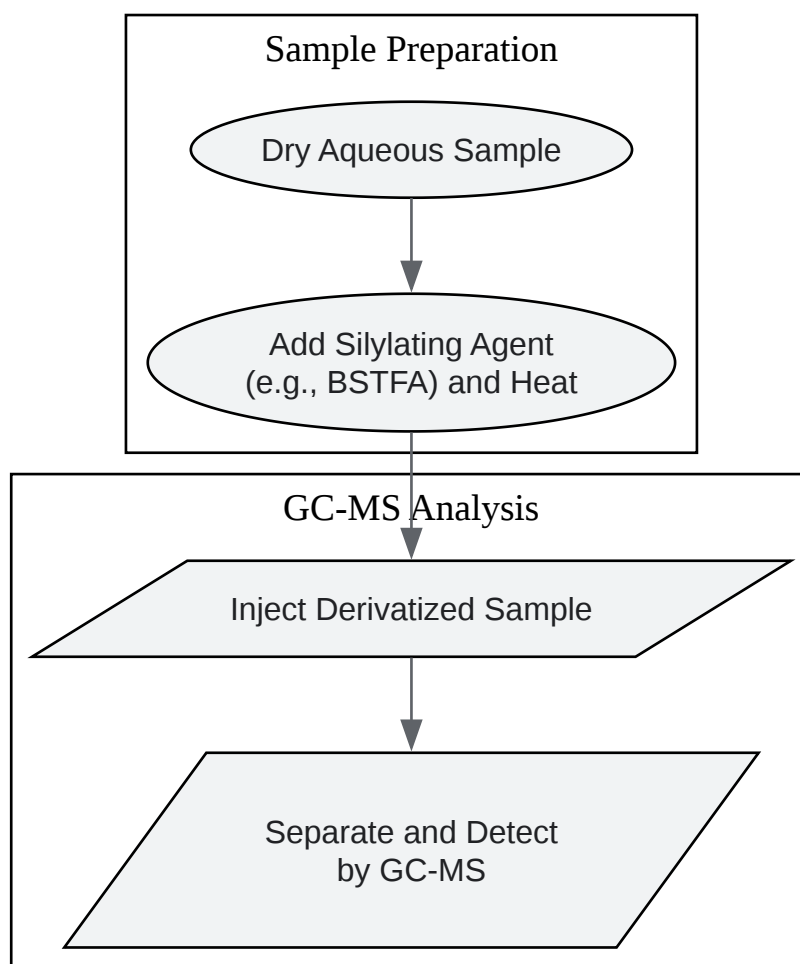 Sample Preparation
Dry Aqueous Sample
Add Silylating Agent
(e.g., BSTFA) and Heat
GC-MS Analysis
Inject Derivatized Sample
Separate and Detect
by GC-MS